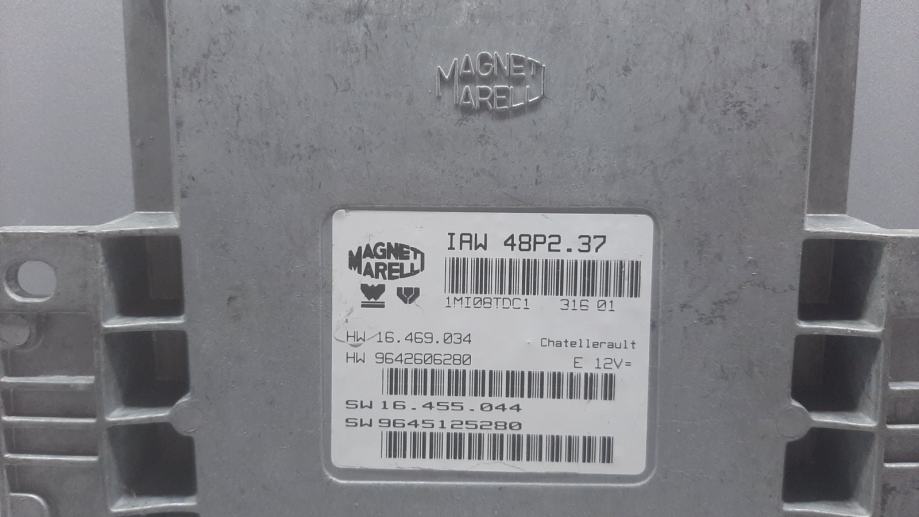 MAGNETI
MARELLI
MAGNETI
MARELLI
IAW 48P2.37
1MI08TDC1 316 01
HW 16.469.034
Chatellerault
HW 9642606280
E 12V=
SW 16.455.044
SW 9645125280